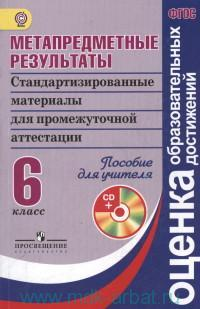 ФГОС
МЕТАПРЕДМЕТНЫЕ
РЕЗУЛЬТАТЫ
Стандартизированные
материалы
для промежуточной
аттестации
6
класс
Пособие
для учителя
CD+
ПРОСВЕЩЕНИЕ
ИЗДАТЕЛЬСТВО
оценка
образовательных
достижений
www.mdk-arbat.ru